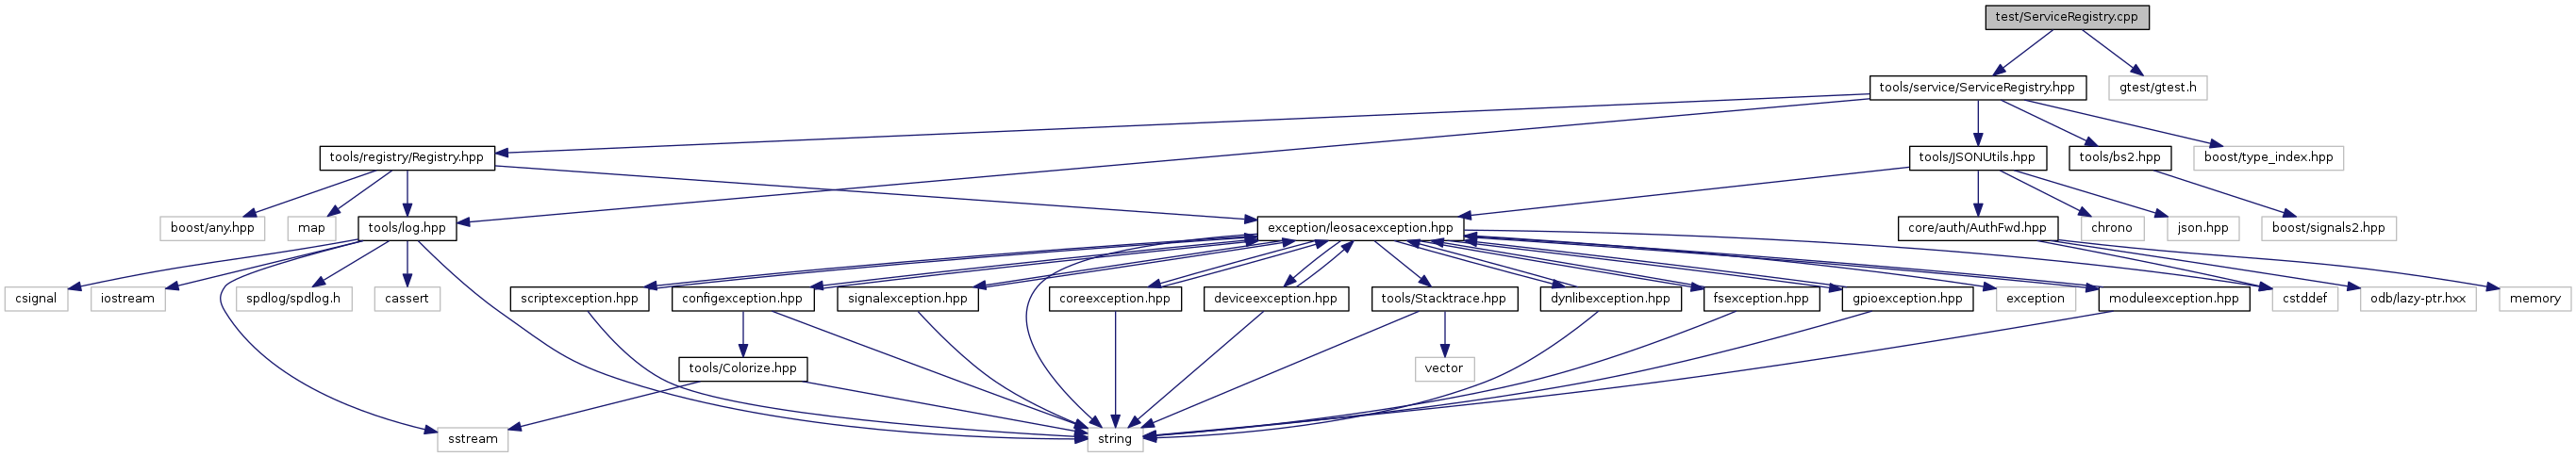 test/ServiceRegistry.cpp
tools/service/ServiceRegistry.hpp
gtest/gtest.h
tools/registry/Registry.hpp
tools/JSONUtils.hpp
tools/bs2.hpp
boost/type_index.hpp
boost/any.hpp
map
tools/log.hpp
exception/leosacexception.hpp
core/auth/AuthFwd.hpp
chrono
json.hpp
boost/signals2.hpp
csignal
iostream
spdlog/spdlog.h
cassert
scriptexception.hpp
configexception.hpp
signalexception.hpp
coreexception.hpp
deviceexception.hpp
tools/Stacktrace.hpp
dynlibexception.hpp
fsexception.hpp
gpioexception.hpp
exception
moduleexception.hpp
cstddef
odb/lazy-ptr.hxx
memory
tools/Colorize.hpp
vector
sstream
string